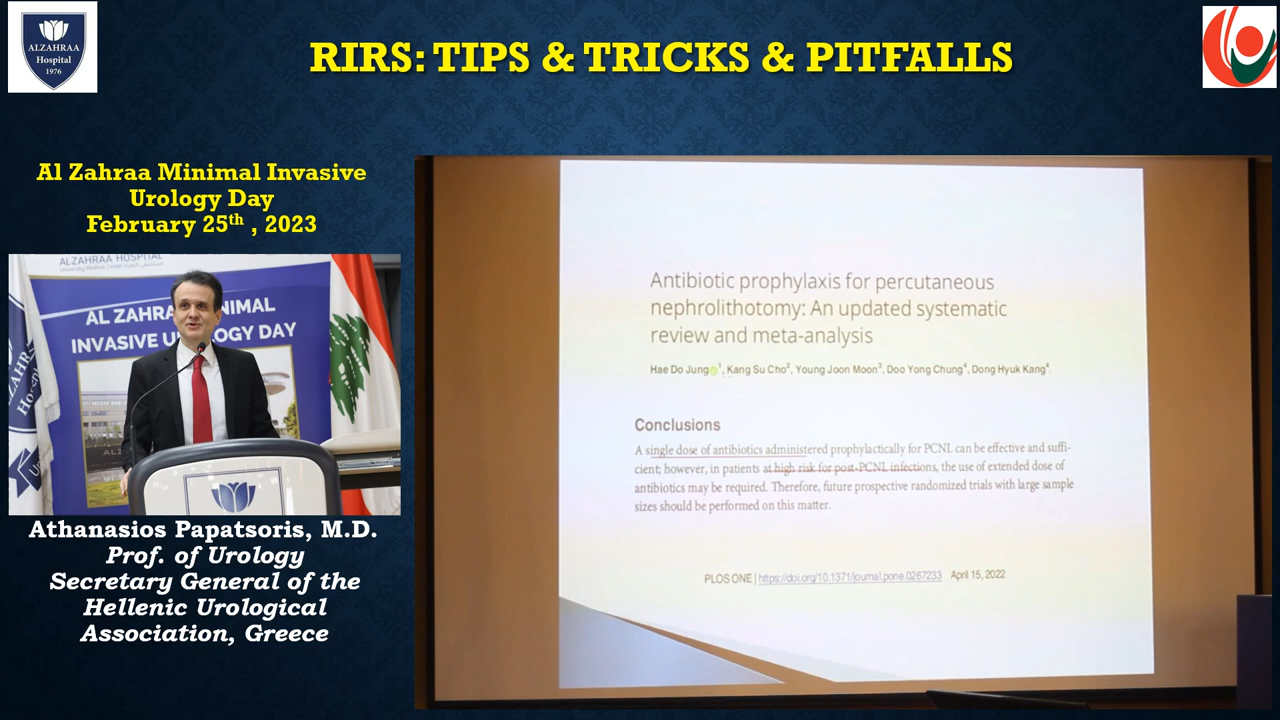 ALZAHRAA
Hospital
1976
RIRS: TIPS & TRICKS & PITFALLS
Al Zahraa Minimal Invasive
Urology Day
February 25th , 2023
ALZAHRAA HOSPITAL
University Medical Center
AL ZAHRA NIMAL
INVASIVE U OGY DAY
Athanasios Papatsoris, M.D.
Prof. of Urology
Secretary General of the
Hellenic Urological
Association, Greece
Antibiotic prophylaxis for percutaneous
nephrolithotomy: An updated systematic
review and meta-analysis
Hae Do Jung1, Kang Su Cho2, Young Joon Moon3, Doo Yong Chung4, Dong Hyuk Kang4
Conclusions
A single dose of antibiotics administered prophylactically for PCNL can be effective and suffi-
cient; however, in patients at high risk for post-PCNL infections, the use of extended dose of
antibiotics may be required. Therefore, future prospective randomized trials with large sample
sizes should be performed on this matter.
PLOS ONE | https://doi.org/10.1371/journal.pone.0267233 April 15, 2022